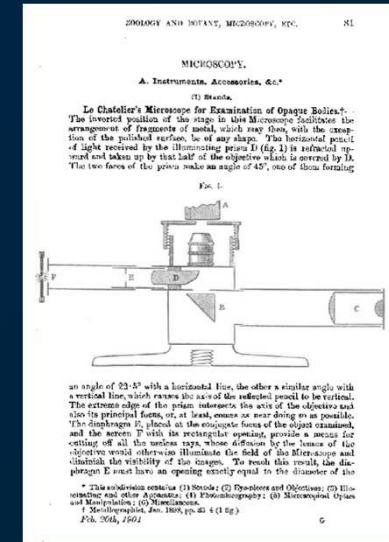 ZOOLOGY AND BOTANY, MICROSCOPY, ETC. 81
MICROSCOPY.
A. Instruments, Accessories, &c.*
(1) Stands.
Le Chatelier's Microscope for Examination of Opaque Bodies.†-
The inverted position of the stage in this Microscope facilitates the
arrangement of fragments of metal, which may then, with the excep-
tion of the polished surface, be of any shape. The horizontal pencil
of light received by the illuminating prism D (fig. 1) is refracted up-
ward and taken up by that half of the objective which is covered by D.
The two faces of the prism make an angle of 45°, one of them forming
FIG. 1.
A
F
E
D
B
C
an angle of 22·5° with a horizontal line, the other a similar angle with
a vertical line, which causes the axis of the reflected pencil to be vertical.
The extreme edge of the prism intersects the axis of the objective and
also its principal focus, or, at least, comes as near doing so as possible.
The diaphragm E, placed at the conjugate focus of the object examined,
and the screen F with its rectangular opening, provide a means for
cutting off all the useless rays, whose diffusion by the lenses of the
objective would otherwise illuminate the field of the Microscope and
diminish the visibility of the images. To reach this result, the dia-
phragm E must have an opening exactly equal to the diameter of the
* This subdivision contains (1) Stands; (2) Eye-pieces and Objectives; (3) Illu-
minating and other Apparatus; (4) Photomicrography; (5) Microscopical Optics
and Manipulation; (6) Miscellaneous.
† Metallographist, Jan. 1898, pp. 3-4 (1 fig.)
Feb. 20th, 1901 G